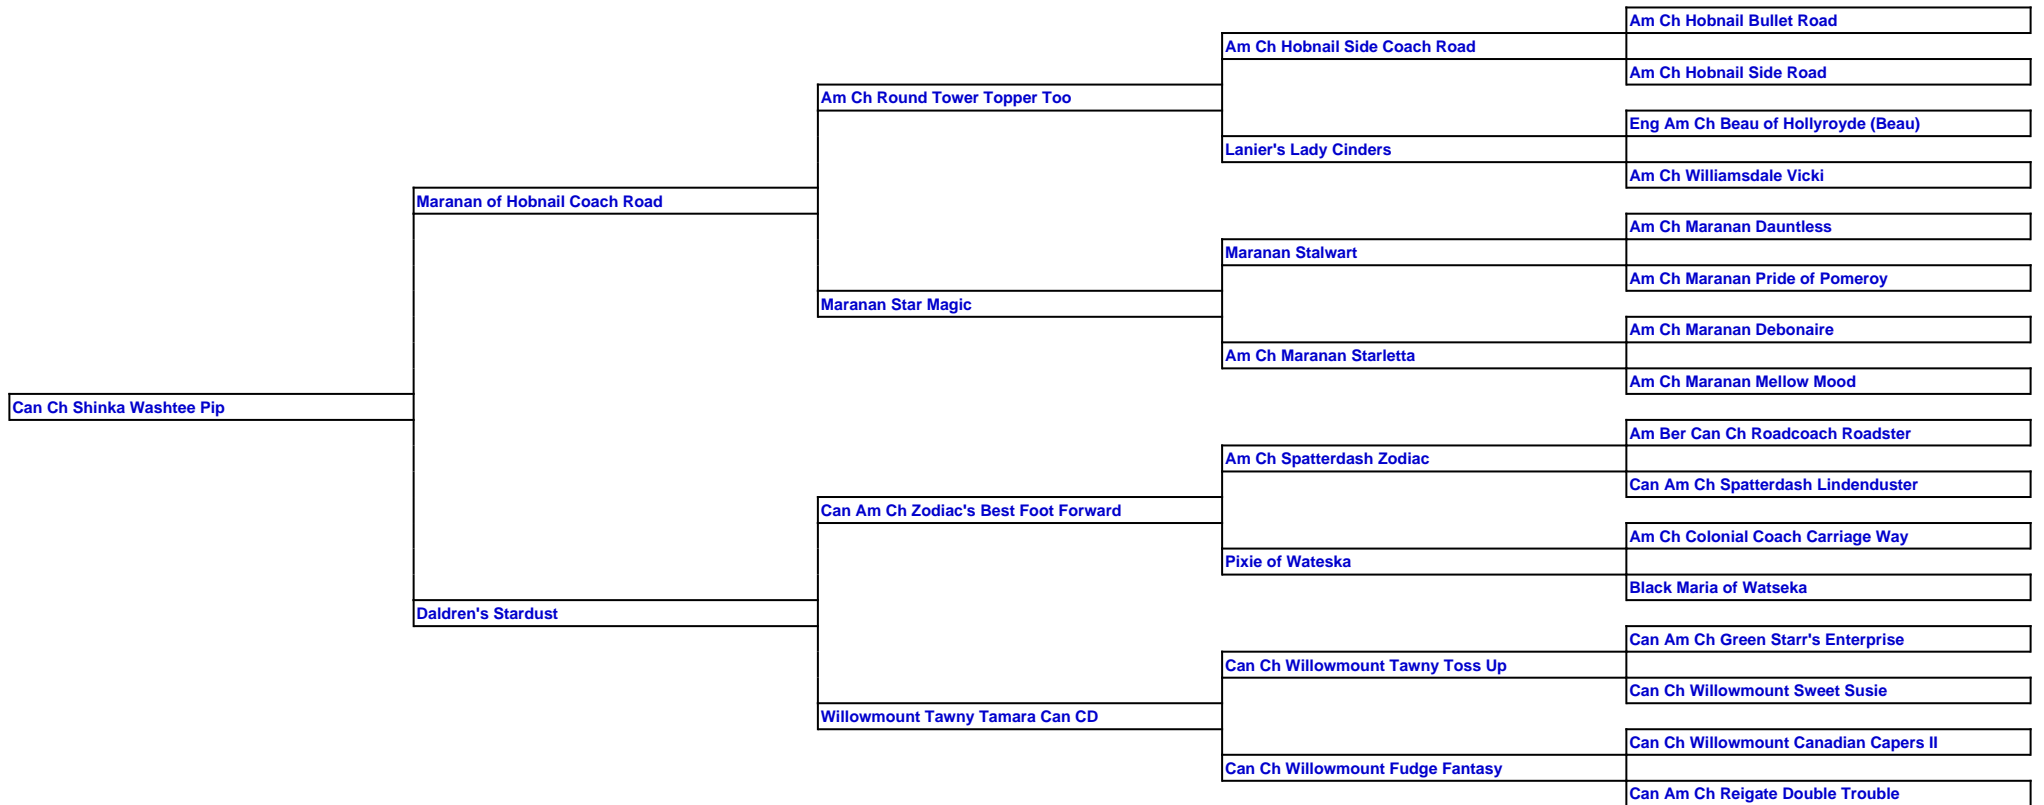 Am Ch Hobnail Bullet Road
Am Ch Hobnail Side Coach Road
Am Ch Hobnail Side Road
Am Ch Round Tower Topper Too
Eng Am Ch Beau of Hollyroyde (Beau)
Lanier's Lady Cinders
Am Ch Williamsdale Vicki
Maranan of Hobnail Coach Road
Am Ch Maranan Dauntless
Maranan Stalwart
Am Ch Maranan Pride of Pomeroy
Maranan Star Magic
Am Ch Maranan Debonaire
Am Ch Maranan Starletta
Am Ch Maranan Mellow Mood
Can Ch Shinka Washtee Pip
Am Ber Can Ch Roadcoach Roadster
Am Ch Spatterdash Zodiac
Can Am Ch Spatterdash Lindenduster
Can Am Ch Zodiac's Best Foot Forward
Am Ch Colonial Coach Carriage Way
Pixie of Wateska
Black Maria of Watseka
Daldren's Stardust
Can Am Ch Green Starr's Enterprise
Can Ch Willowmount Tawny Toss Up
Can Ch Willowmount Sweet Susie
Willowmount Tawny Tamara Can CD
Can Ch Willowmount Canadian Capers II
Can Ch Willowmount Fudge Fantasy
Can Am Ch Reigate Double Trouble